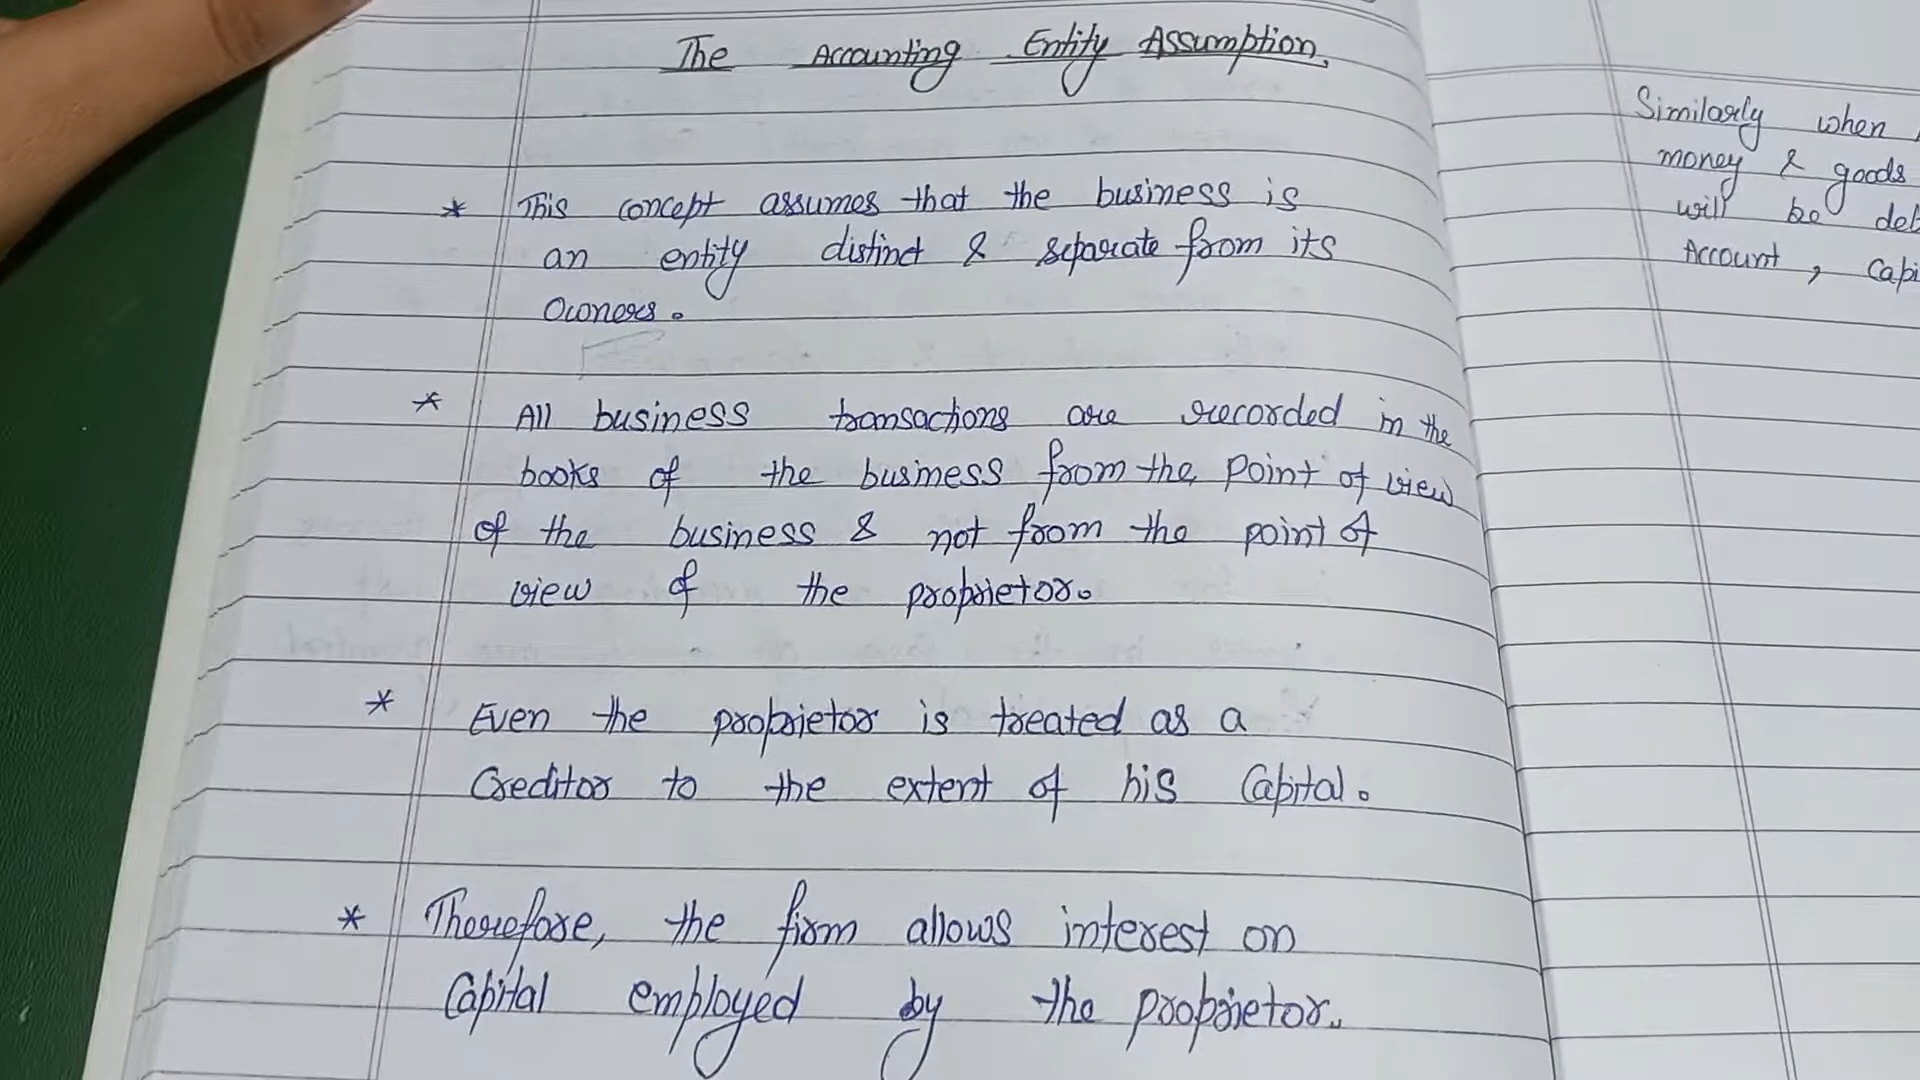 The Accounting Entity Assumption.
* This concept assumes that the business is
an entity distinct & separate from its
Owners.
* All business transactions are recorded in the
books of the business from the point of view
of the business & not from the point of
view of the proprietor.
* Even the proprietor is treated as a
Creditor to the extent of his Capital.
* Therefore, the firm allows interest on
Capital employed by the proprietor.
Similarly when
money & goods
will be
Account,